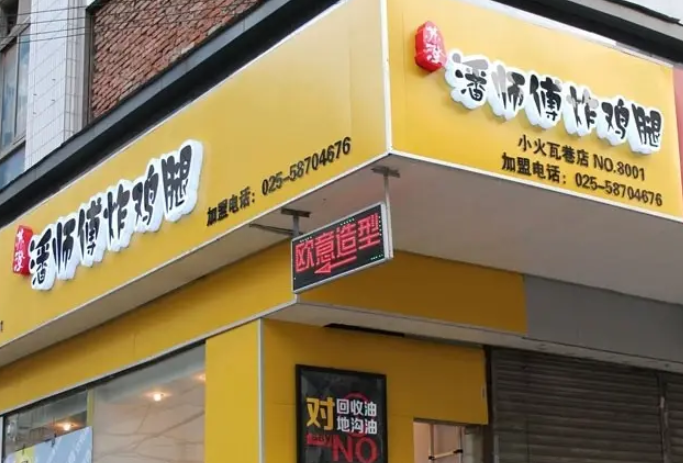 潘师傅炸鸡腿
加盟电话：025-58704676
潘师傅炸鸡腿
小火瓦巷店 NO.8001
加盟电话：025-58704676
欧意造型
对
回收油
地沟油
NO